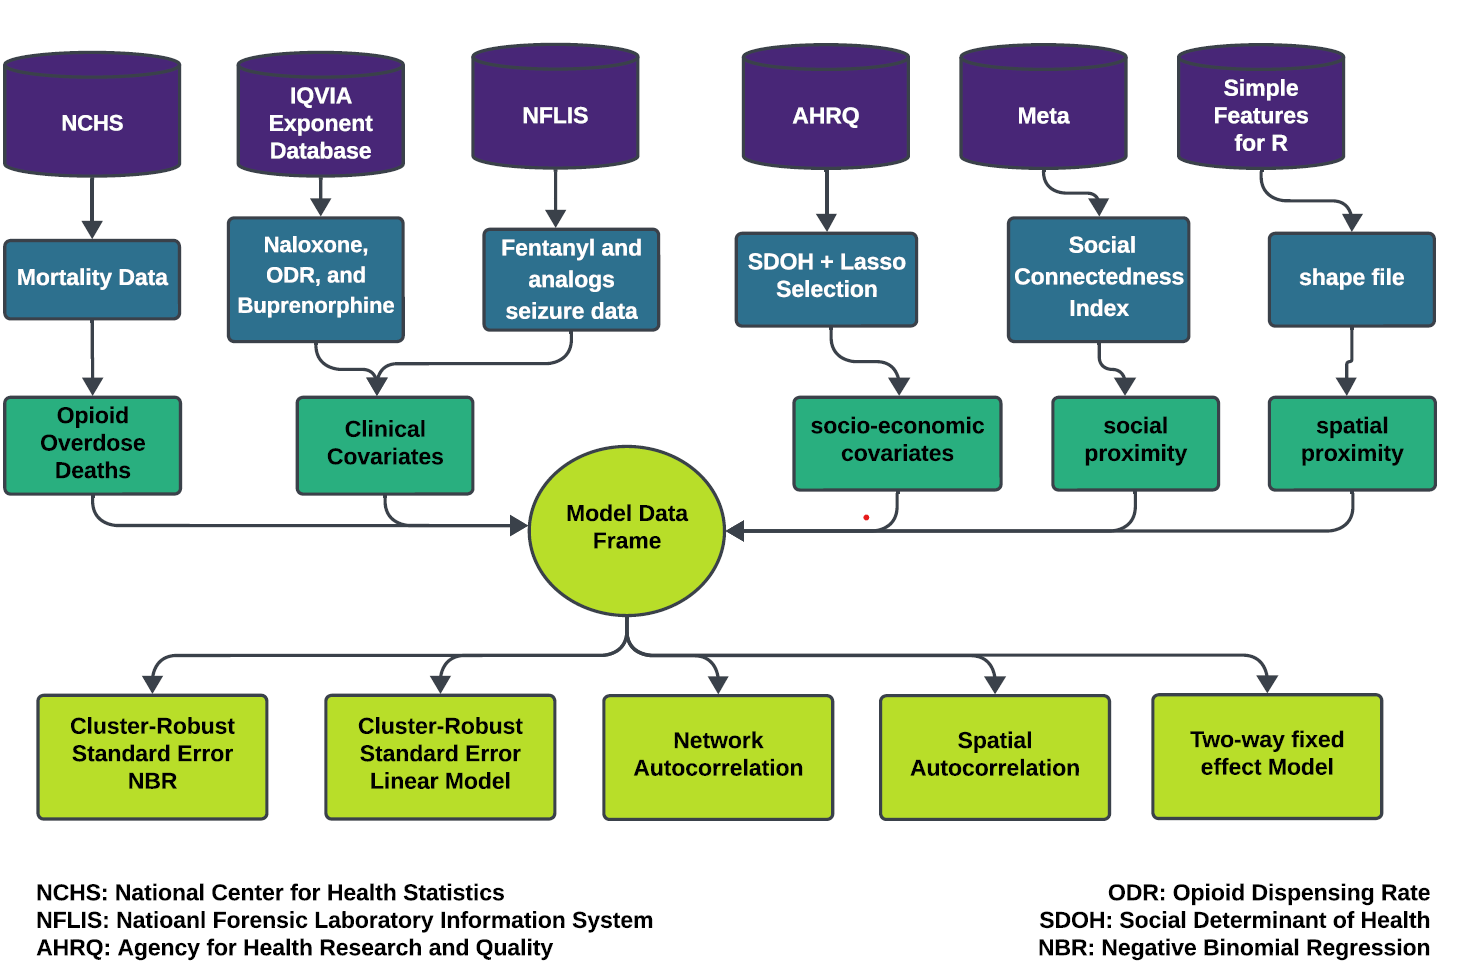 NCHS
IQVIA
Exponent
Database
NFLIS
AHRQ
Meta
Simple
Features
for R
Mortality Data
Naloxone,
ODR, and
Buprenorphine
Fentanyl and
analogs
seizure data
SDOH + Lasso
Selection
Social
Connectedness
Index
shape file
Opioid
Overdose
Deaths
Clinical
Covariates
socio-economic
covariates
social
proximity
spatial
proximity
Model Data
Frame
Cluster-Robust
Standard Error
NBR
Cluster-Robust
Standard Error
Linear Model
Network
Autocorrelation
Spatial
Autocorrelation
Two-way fixed
effect Model
NCHS: National Center for Health Statistics
NFLIS: Natioanl Forensic Laboratory Information System
AHRQ: Agency for Health Research and Quality
ODR: Opioid Dispensing Rate
SDOH: Social Determinant of Health
NBR: Negative Binomial Regression